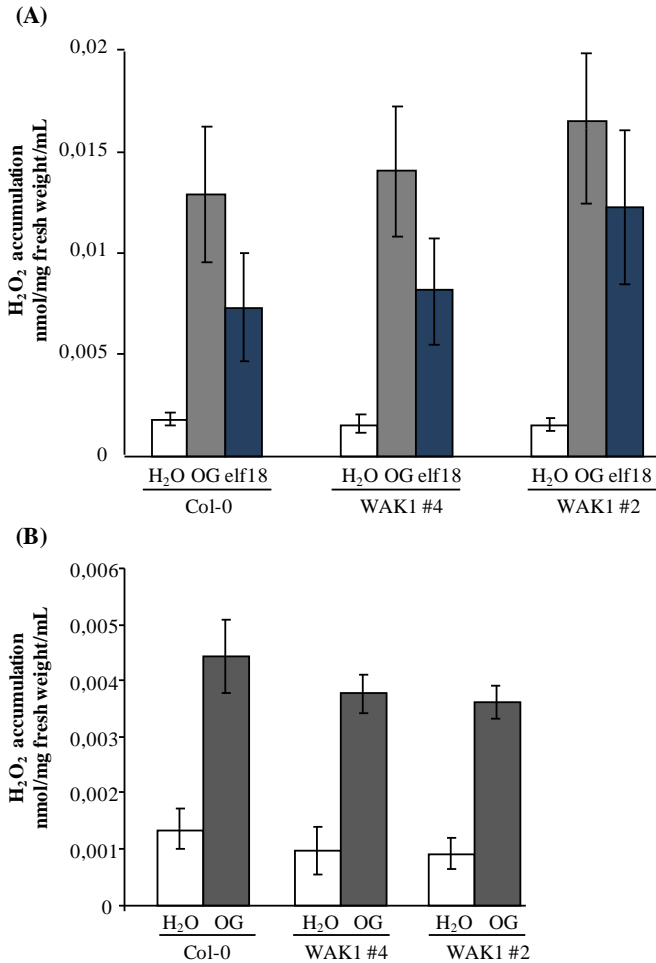 (A)
H₂O₂ accumulation
nmol/mg fresh weight/mL
0,02
0,015
0,01
0,005
0
H₂O OG elf18 H₂O OG elf18 H₂O OG elf18
Col-0 WAK1 #4 WAK1 #2
(B)
H₂O₂ accumulation
nmol/mg fresh weight/mL
0,006
0,005
0,004
0,003
0,002
0,001
0
H₂O OG H₂O OG H₂O OG
Col-0 WAK1 #4 WAK1 #2